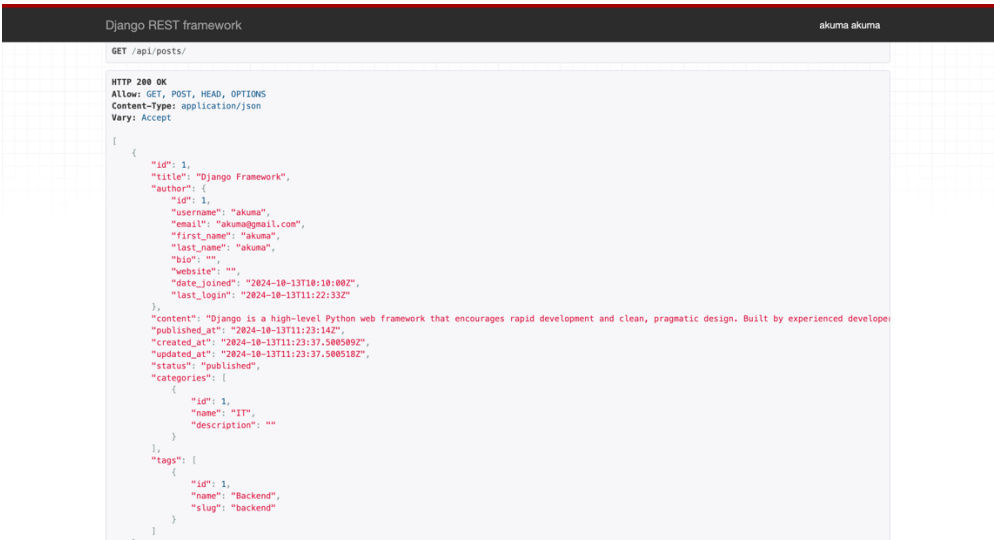 Django REST framework akuma akuma
GET /api/posts/
HTTP 200 OK
Allow: GET, POST, HEAD, OPTIONS
Content-Type: application/json
Vary: Accept
[
{
"id": 1,
"title": "Django Framework",
"author": {
"id": 1,
"username": "akuma",
"email": "akuma@gmail.com",
"first_name": "akuma",
"last_name": "akuma",
"bio": "",
"website": "",
"date_joined": "2024-10-13T10:10:00Z",
"last_login": "2024-10-13T11:22:33Z"
},
"content": "Django is a high-level Python web framework that encourages rapid development and clean, pragmatic design. Built by experienced develope
"published_at": "2024-10-13T11:23:14Z",
"created_at": "2024-10-13T11:23:37.500509Z",
"updated_at": "2024-10-13T11:23:37.500518Z",
"status": "published",
"categories": [
{
"id": 1,
"name": "IT",
"description": ""
}
],
"tags": [
{
"id": 1,
"name": "Backend",
"slug": "backend"
}
]